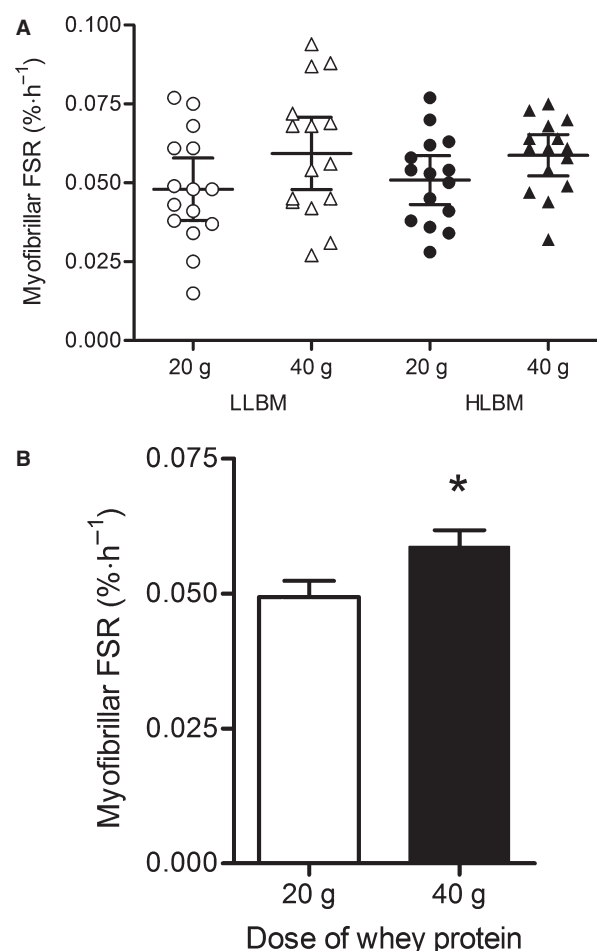 A
Myofibrillar FSR (%·h⁻¹)
0.100
0.075
0.050
0.025
0.000
20 g
40 g
20 g
40 g
LLBM
HLBM
B
Myofibrillar FSR (%·h⁻¹)
0.075
0.050
0.025
0.000
*
20 g
40 g
Dose of whey protein